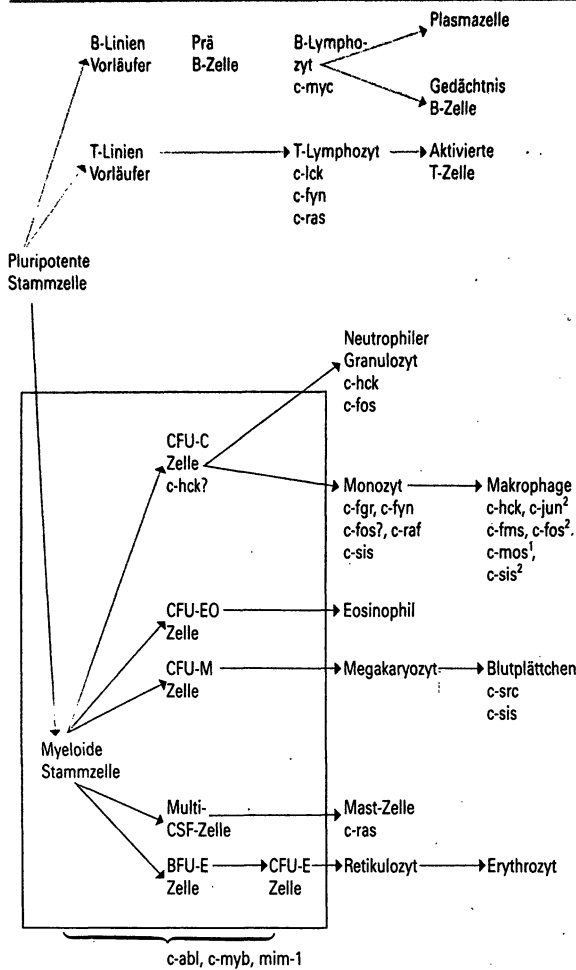 B-Linien
Vorläufer
Prä
B-Zelle
B-Lympho-
zyt
c-myc
Plasmazelle
Gedächtnis
B-Zelle
T-Linien
Vorläufer
T-Lymphozyt
c-lck
c-fyn
c-ras
Aktivierte
T-Zelle
Pluripotente
Stammzelle
Neutrophiler
Granulozyt
c-hck
c-fos
CFU-C
Zelle
c-hck?
Monozyt
c-fgr, c-fyn
c-fos?, c-raf
c-sis
Makrophage
c-hck, c-jun²
c-fms, c-fos².
c-mos¹,
c-sis²
CFU-EO
Zelle
Eosinophil
CFU-M
Zelle
Megakaryozyt
Blutplättchen
c-src
c-sis
Myeloide
Stammzelle
Multi-
CSF-Zelle
Mast-Zelle
c-ras
BFU-E
Zelle
CFU-E
Zelle
Retikulozyt
Erythrozyt
c-abl, c-myb, mim-1